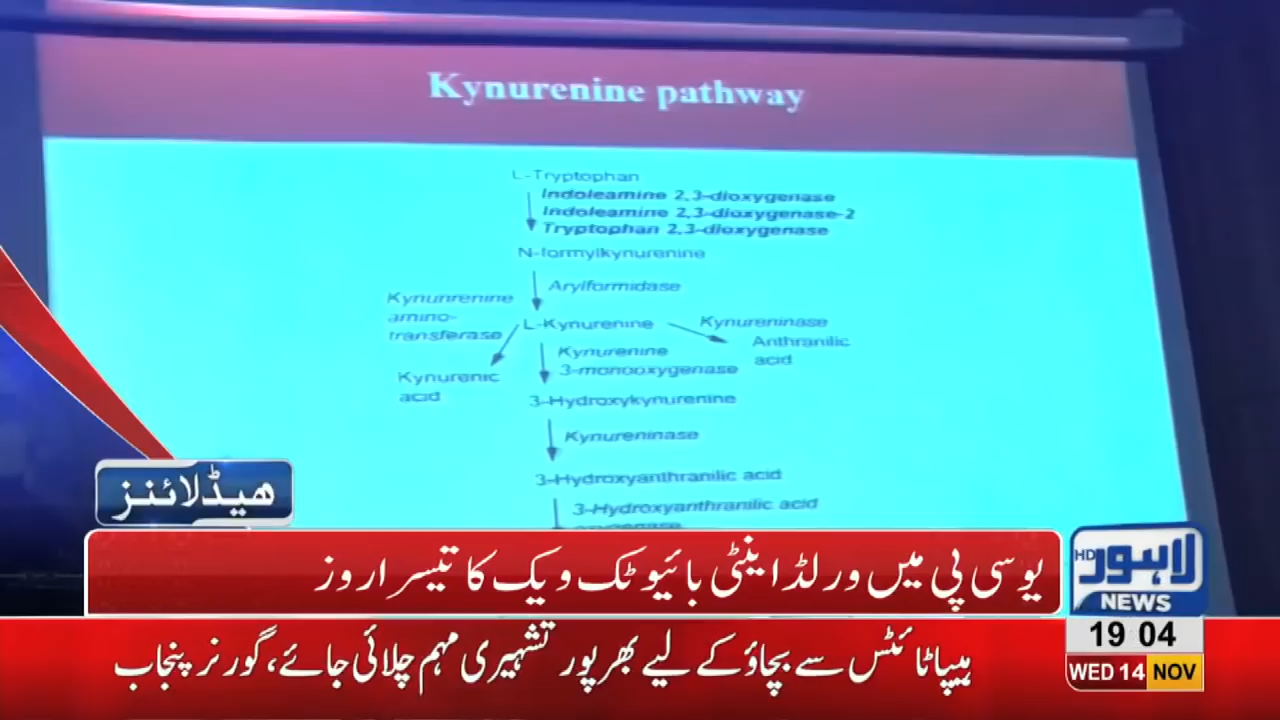 Kynurenine pathway
L-Tryptophan
Indoleamine 2,3-dioxygenase
Indoleamine 2,3-dioxygenase-2
Tryptophan 2,3-dioxygenase
N-formylkynurenine
Arylformidase
Kynunrenine
amino-
transferase
L-Kynurenine
Kynureninase
Anthranilic
acid
Kynurenine
3-monooxygenase
Kynurenic
acid
3-Hydroxykynurenine
Kynureninase
3-Hydroxyanthranilic acid
3-Hydroxyanthranilic acid
ہیڈلائنز
یوسی پی میں ورلڈ اینٹی بائیوٹک ویک کا تیسرا روز
HD لاہور
NEWS
19 04
WED 14 NOV
ہیپاٹائٹس سے بچاؤ کے لیے بھرپور تشہیری مہم چلائی جائے، گورنر پنجاب